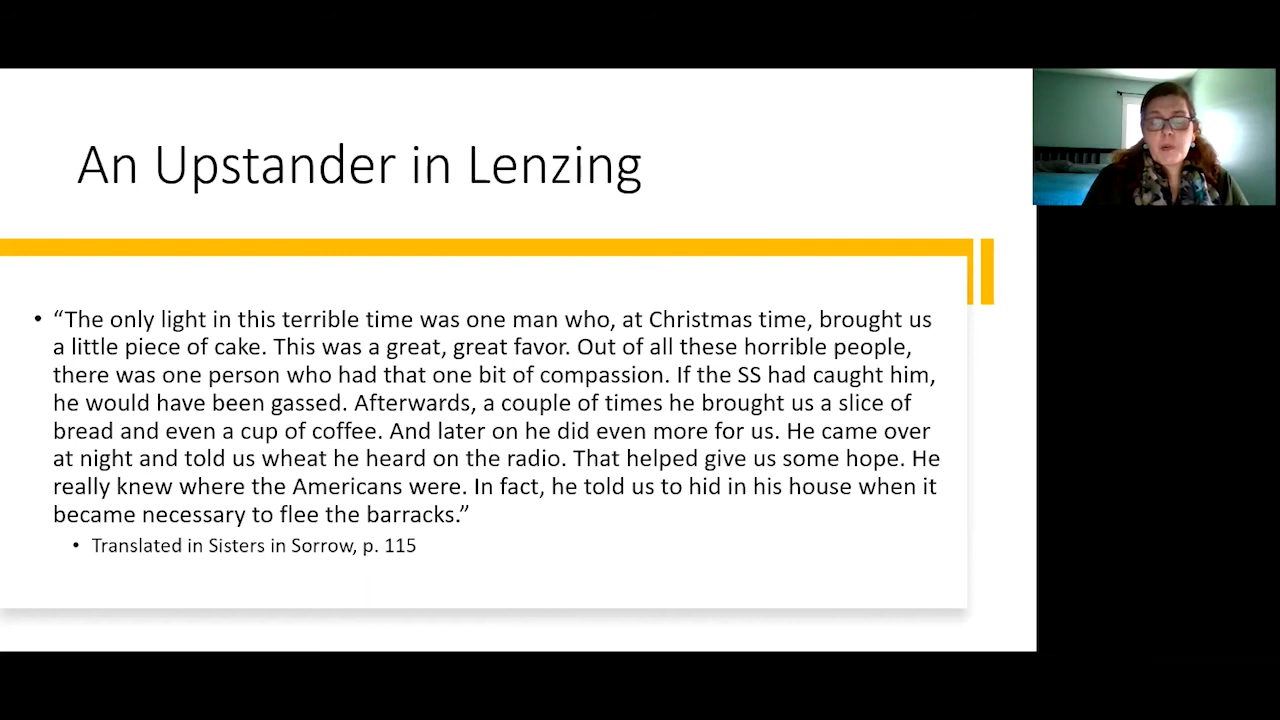 An Upstander in Lenzing
• “The only light in this terrible time was one man who, at Christmas time, brought us
a little piece of cake. This was a great, great favor. Out of all these horrible people,
there was one person who had that one bit of compassion. If the SS had caught him,
he would have been gassed. Afterwards, a couple of times he brought us a slice of
bread and even a cup of coffee. And later on he did even more for us. He came over
at night and told us wheat he heard on the radio. That helped give us some hope. He
really knew where the Americans were. In fact, he told us to hid in his house when it
became necessary to flee the barracks.”
• Translated in Sisters in Sorrow, p. 115